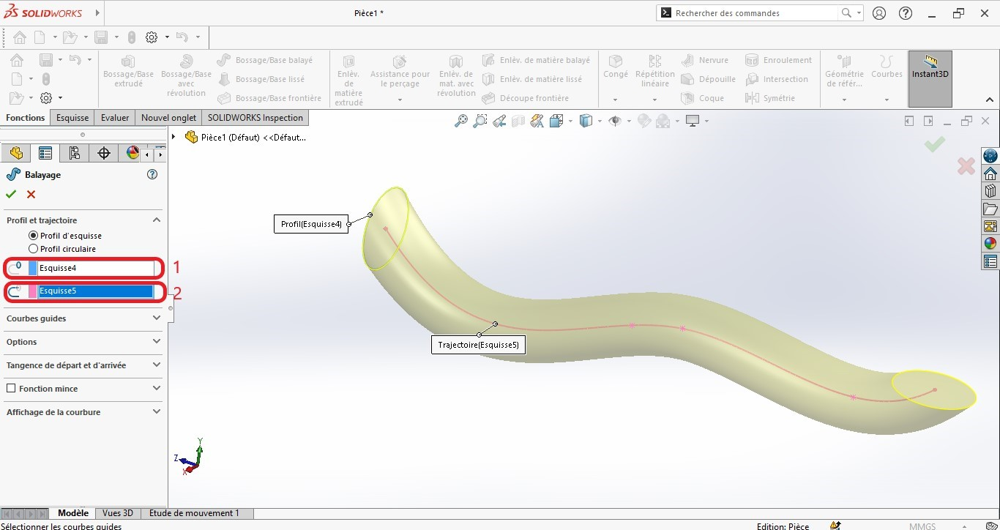 SOLIDWORKS
Pièce1 *
Rechercher des commandes
Bossage/Base extrudé
Bossage/Base avec révolution
Bossage/Base balayé
Bossage/Base lissé
Bossage/Base frontière
Enlèv. de matière extrudé
Assistance pour le perçage
Enlèv. de mat. avec révolution
Enlèv. de matière balayé
Enlèv. de matière lissé
Découpe frontière
Congé
Répétition linéaire
Nervure
Dépouille
Coque
Enroulement
Intersection
Symétrie
Géométrie de référ...
Courbes
Instant3D
Fonctions
Esquisse
Evaluer
Nouvel onglet
SOLIDWORKS Inspection
Pièce1 (Défaut) <<Défaut...
Balayage
Profil et trajectoire
Profil d'esquisse
Profil circulaire
Esquisse4
1
Esquisse5
2
Courbes guides
Options
Tangence de départ et d'arrivée
Fonction mince
Affichage de la courbure
Profil(Esquisse4)
Trajectoire(Esquisse5)
Y
Z
X
Modèle
Vues 3D
Etude de mouvement 1
Sélectionner les courbes guides
Edition: Pièce
MMGS